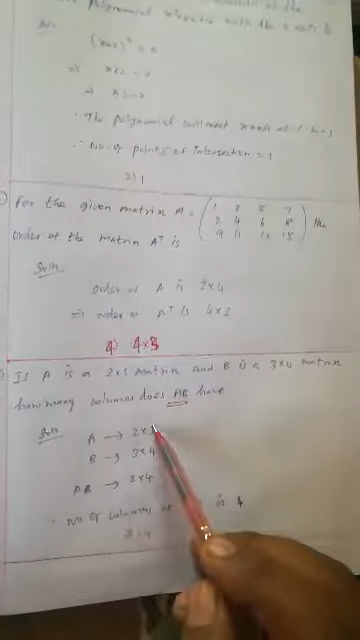 (x+2)² = 0
⇒ x+2 = 0
∴ The polynomial will meet x axis at
∴ No. of points of intersection = 1
2) 1
For the given matrix A = ( 1 3 5 7 the
2 4 6 8
9 11 13 15 )
order of the matrix Aᵀ is
Soln
order of A is 3×4
⇒ order of Aᵀ is 4×3
4) 4×3
If A is a 2×3 matrix and B is a 3×4 matrix
how many columns does AB have
Soln
A → 2×3
B → 3×4
AB → 2×4
∴ No of columns of is 4